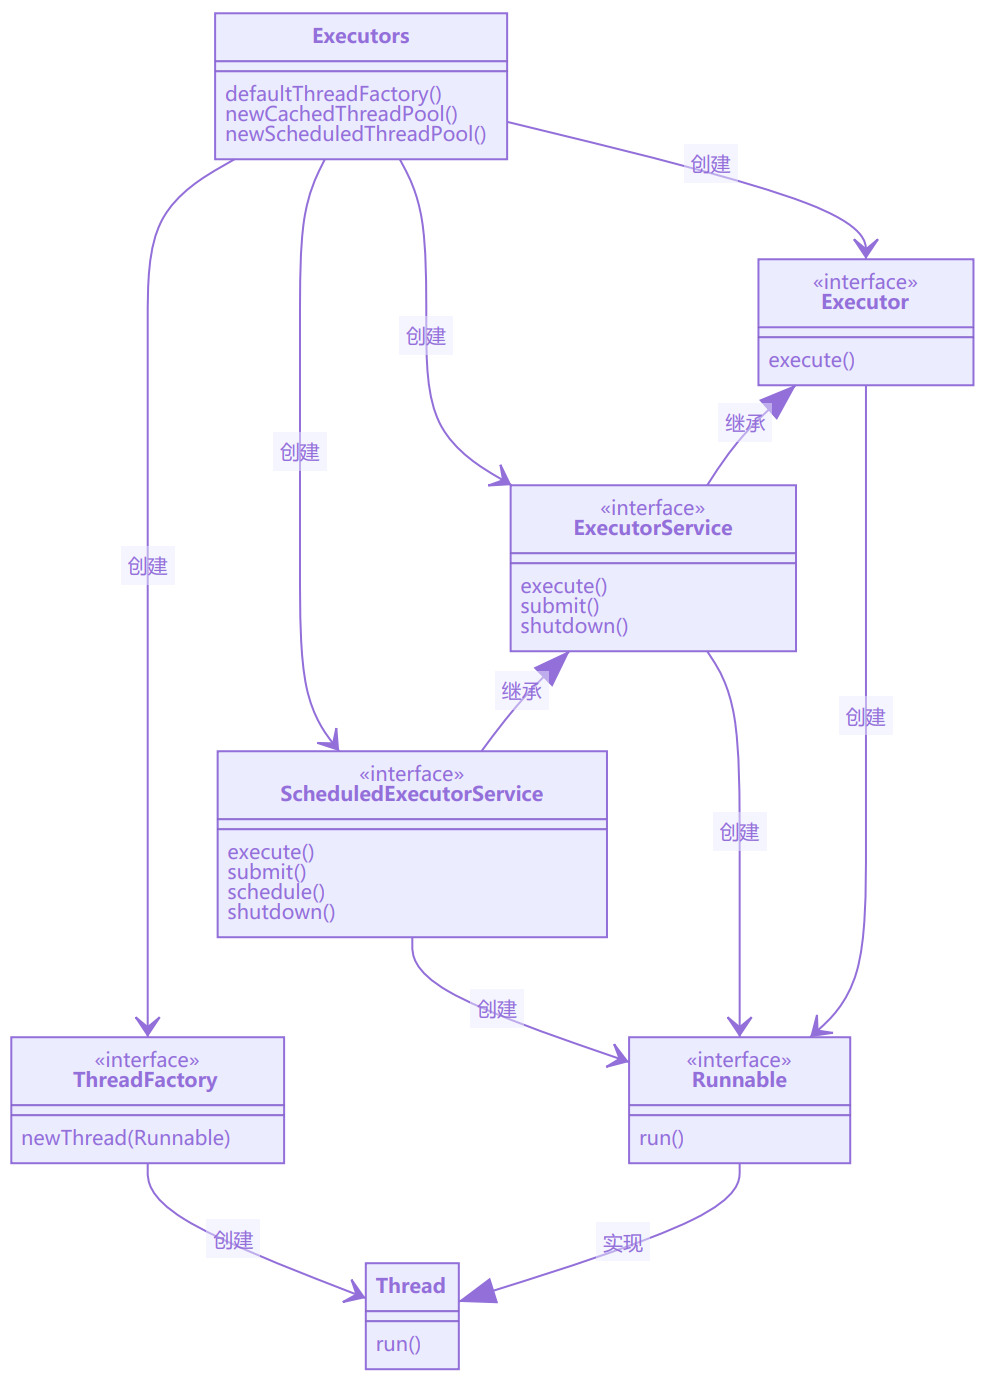 Executors
defaultThreadFactory()
newCachedThreadPool()
newScheduledThreadPool()
创建
«interface»
Executor
execute()
创建
继承
创建
«interface»
ExecutorService
execute()
submit()
shutdown()
创建
继承
创建
«interface»
ScheduledExecutorService
execute()
submit()
schedule()
shutdown()
创建
创建
«interface»
ThreadFactory
newThread(Runnable)
«interface»
Runnable
run()
创建
实现
Thread
run()